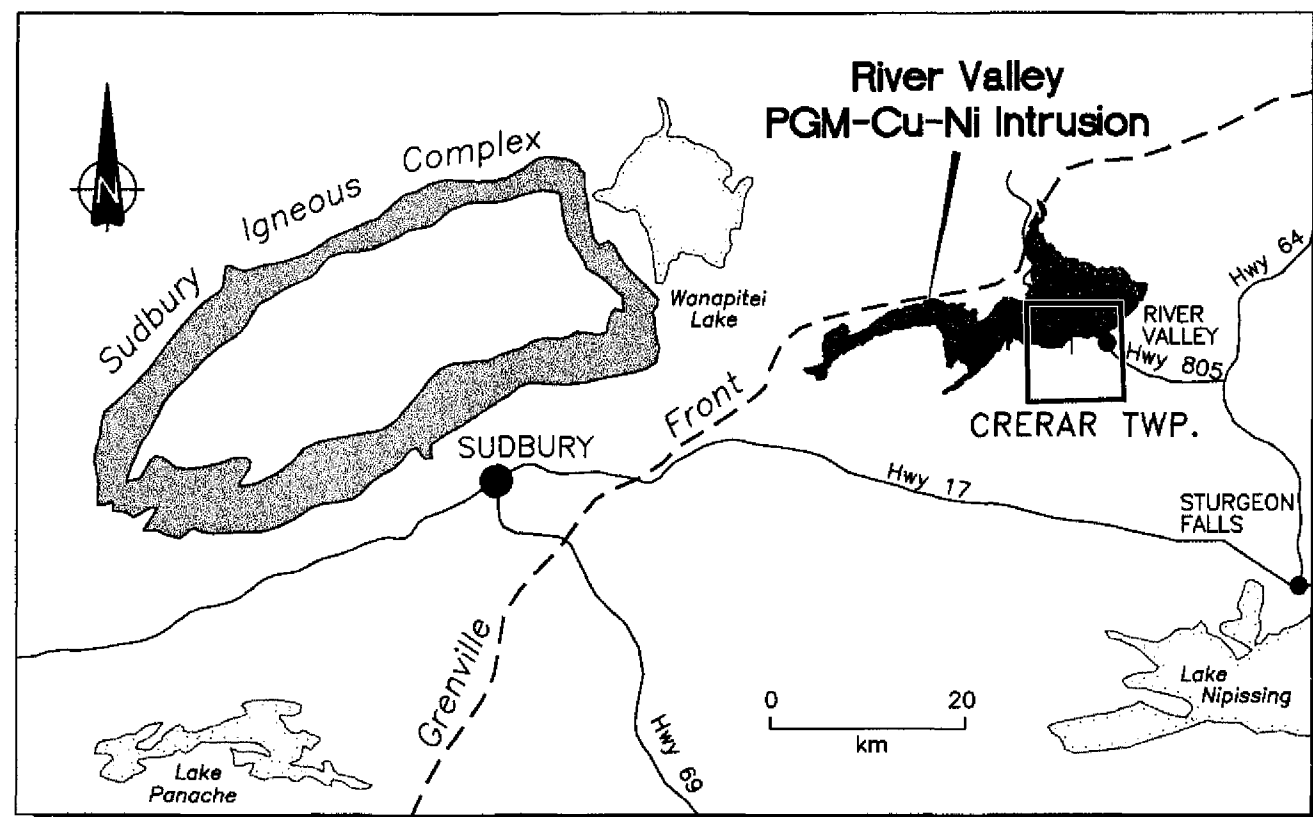 River Valley
PGM-Cu-Ni Intrusion
Sudbury Igneous Complex
N
Wanapitei
Lake
Hwy 64
RIVER
VALLEY
Hwy 805
CRERAR TWP.
Grenville Front
SUDBURY
Hwy 17
STURGEON
FALLS
Lake
Nipissing
0 20
km
Hwy 69
Lake
Panache